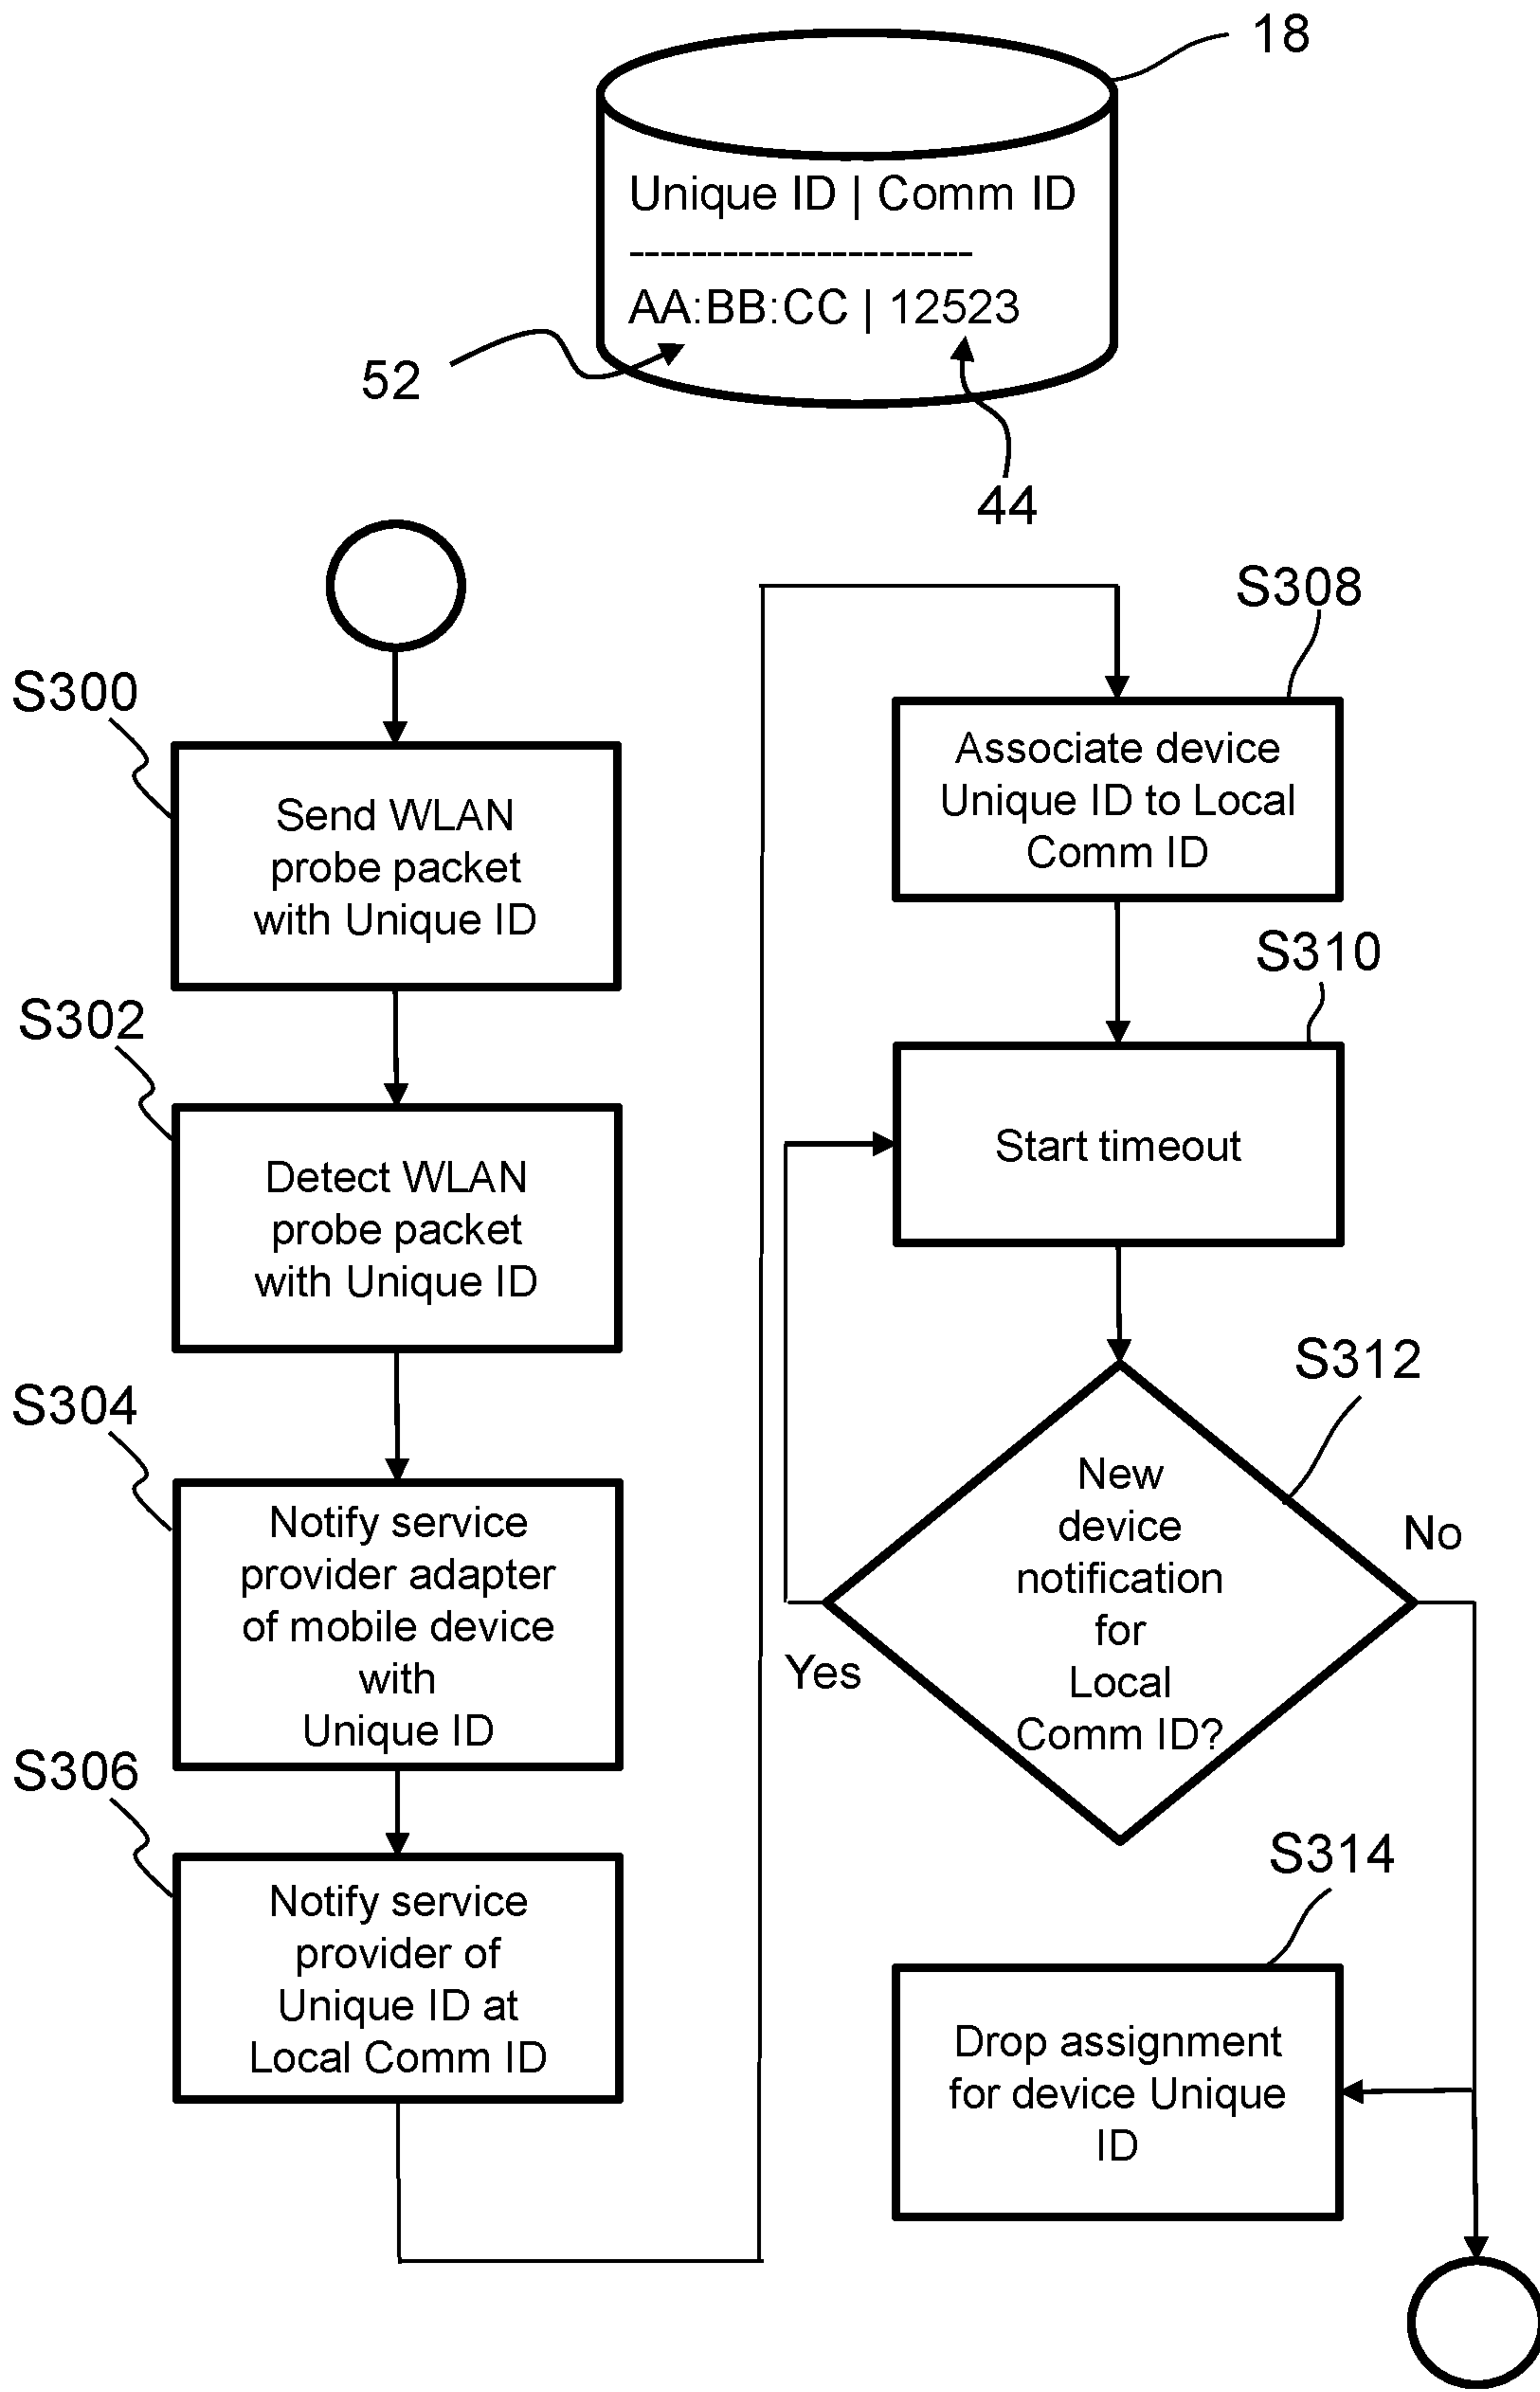 18
Unique ID | Comm ID
-----------------------
AA:BB:CC | 12523
52
44
S300
Send WLAN
probe packet
with Unique ID
S302
Detect WLAN
probe packet
with Unique ID
S304
Notify service
provider adapter
of mobile device
with
Unique ID
S306
Notify service
provider of
Unique ID at
Local Comm ID
S308
Associate device
Unique ID to Local
Comm ID
S310
Start timeout
S312
New
device
notification
for
Local
Comm ID?
No
Yes
S314
Drop assignment
for device Unique
ID